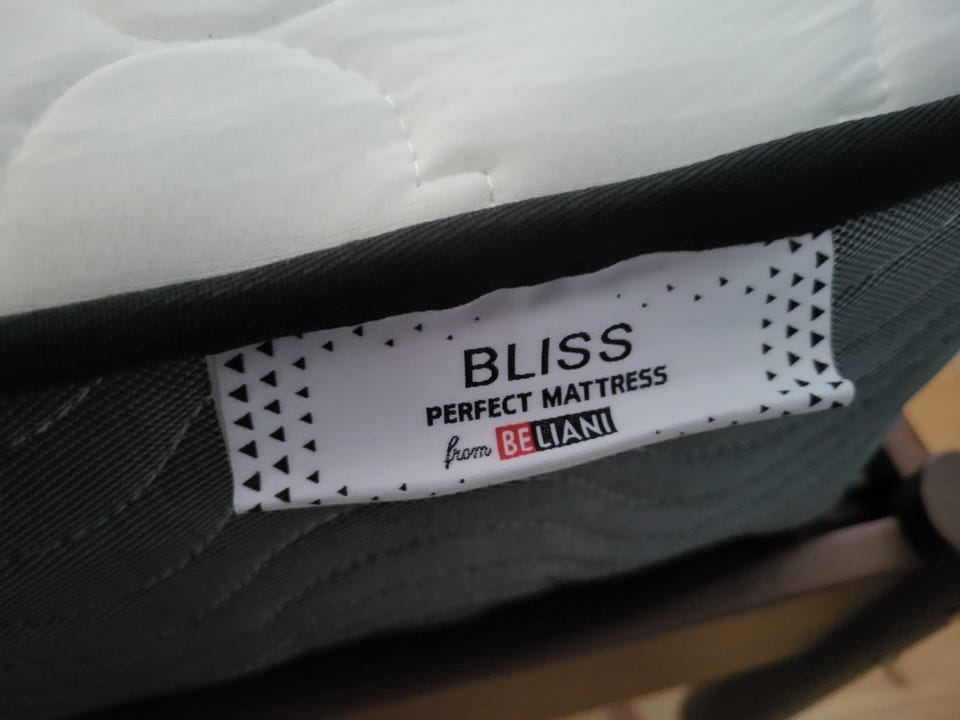 BLISS
PERFECT MATTRESS
from BELIANI